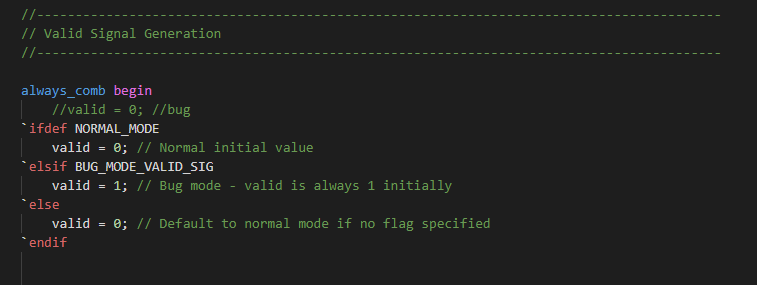 //----------------------------------------------------------------------------------------
// Valid Signal Generation
//----------------------------------------------------------------------------------------
always_comb begin
//valid = 0; //bug
`ifdef NORMAL_MODE
valid = 0; // Normal initial value
`elsif BUG_MODE_VALID_SIG
valid = 1; // Bug mode - valid is always 1 initially
`else
valid = 0; // Default to normal mode if no flag specified
`endif